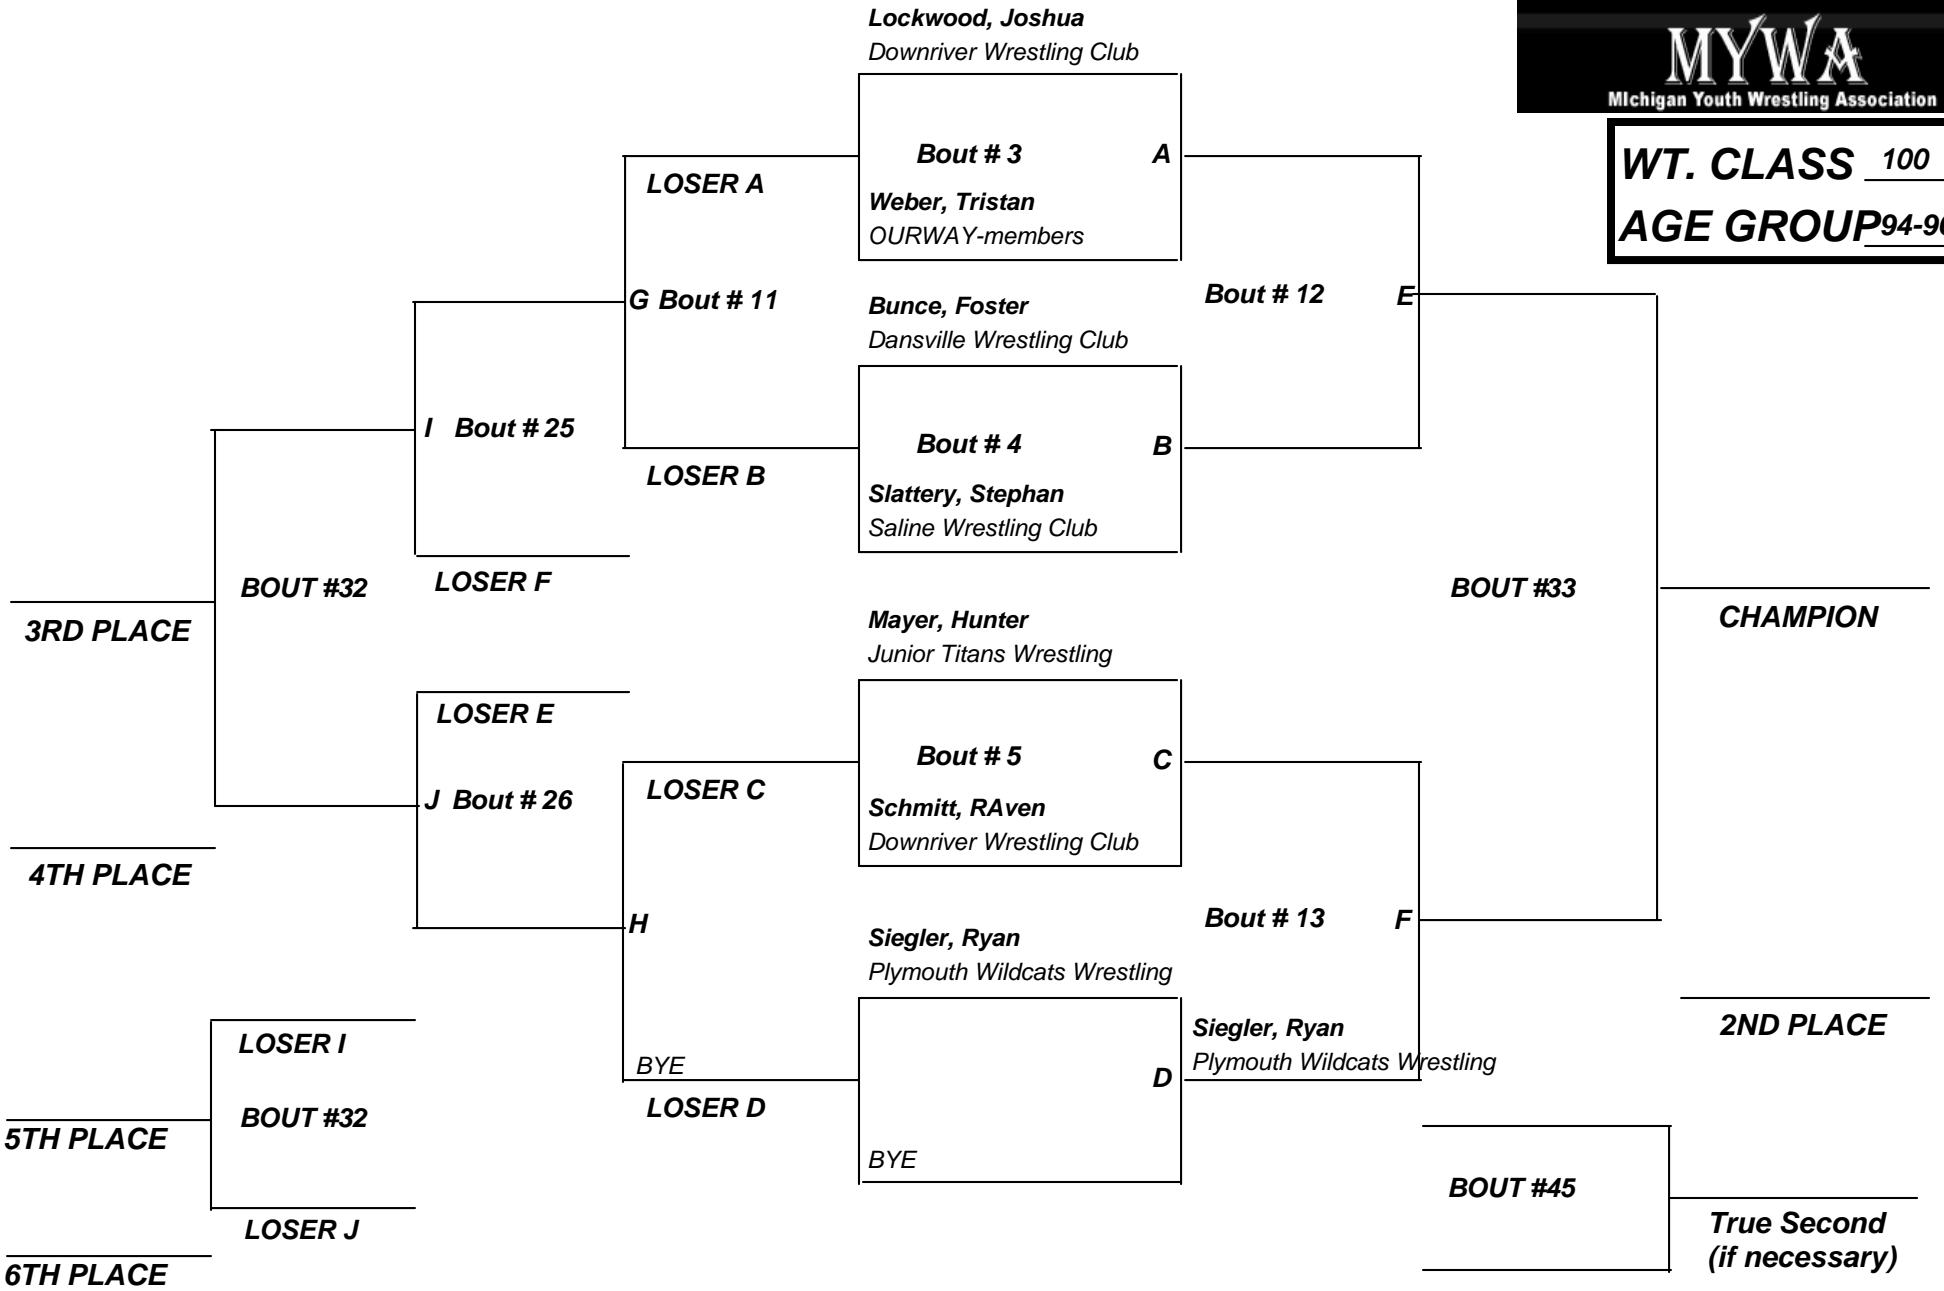 Lockwood, Joshua
Downriver Wrestling Club
MYWA
MIchigan Youth Wrestling Association
WT. CLASS 100
AGE GROUP 94-96
Bout # 3 A
LOSER A
Weber, Tristan
OURWAY-members
G Bout # 11
Bunce, Foster
Dansville Wrestling Club
Bout # 12 E
I Bout # 25
Bout # 4 B
LOSER B
Slattery, Stephan
Saline Wrestling Club
BOUT #32
LOSER F
BOUT #33
3RD PLACE
Mayer, Hunter
Junior Titans Wrestling
CHAMPION
LOSER E
Bout # 5 C
J Bout # 26
LOSER C
Schmitt, RAven
Downriver Wrestling Club
4TH PLACE
H
Bout # 13 F
Siegler, Ryan
Plymouth Wildcats Wrestling
LOSER I
Siegler, Ryan
Plymouth Wildcats Wrestling
2ND PLACE
BYE
D
LOSER D
BOUT #32
5TH PLACE
BYE
BOUT #45
LOSER J
True Second
(if necessary)
6TH PLACE